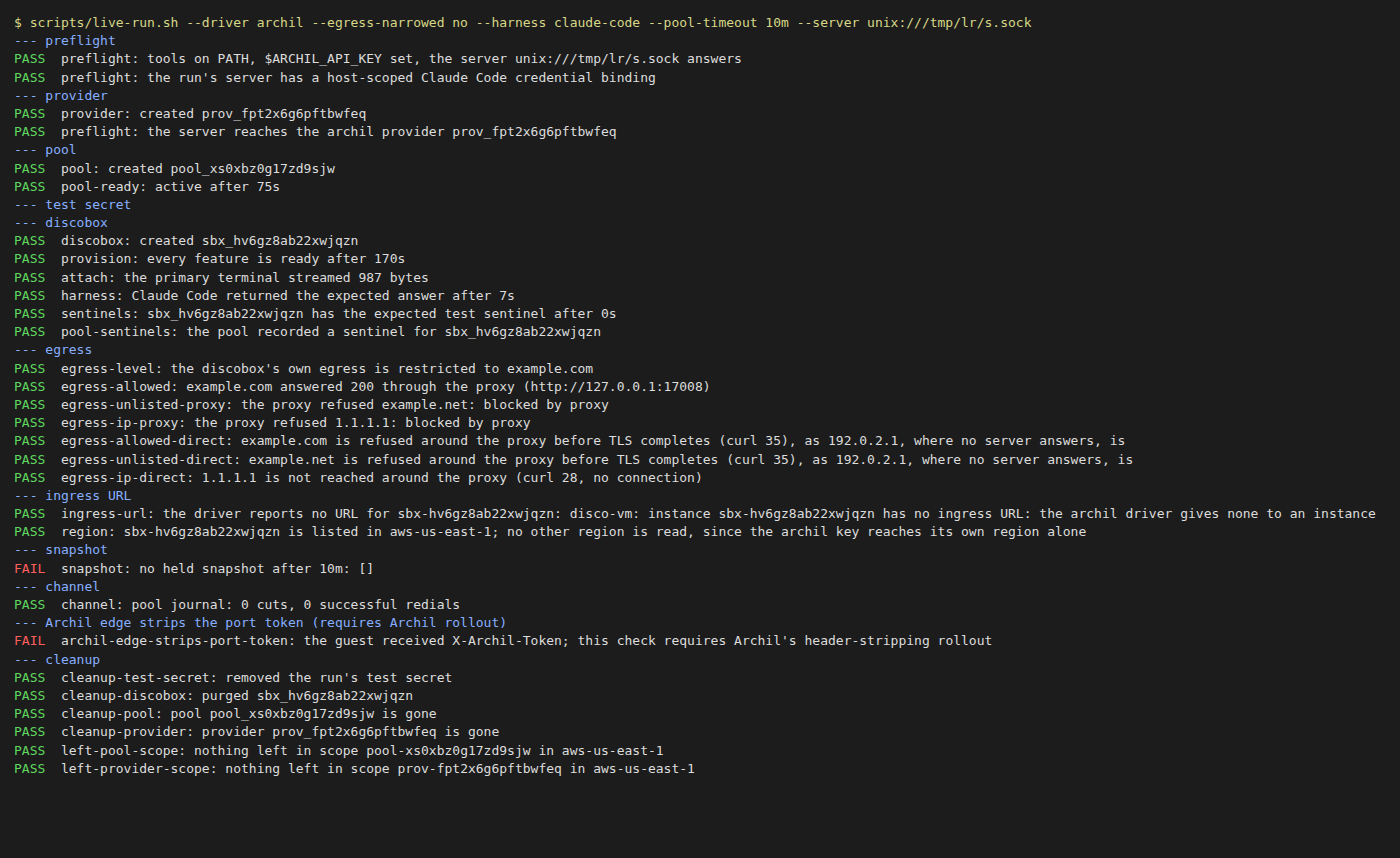 $ scripts/live-run.sh --driver archil --egress-narrowed no --harness claude-code --pool-timeout 10m --server unix:///tmp/lr/s.sock
--- preflight
PASS  preflight: tools on PATH, $ARCHIL_API_KEY set, the server unix:///tmp/lr/s.sock answers
PASS  preflight: the run's server has a host-scoped Claude Code credential binding
--- provider
PASS  provider: created prov_fpt2x6g6pftbwfeq
PASS  preflight: the server reaches the archil provider prov_fpt2x6g6pftbwfeq
--- pool
PASS  pool: created pool_xs0xbz0g17zd9sjw
PASS  pool-ready: active after 75s
--- test secret
--- discobox
PASS  discobox: created sbx_hv6gz8ab22xwjqzn
PASS  provision: every feature is ready after 170s
PASS  attach: the primary terminal streamed 987 bytes
PASS  harness: Claude Code returned the expected answer after 7s
PASS  sentinels: sbx_hv6gz8ab22xwjqzn has the expected test sentinel after 0s
PASS  pool-sentinels: the pool recorded a sentinel for sbx_hv6gz8ab22xwjqzn
--- egress
PASS  egress-level: the discobox's own egress is restricted to example.com
PASS  egress-allowed: example.com answered 200 through the proxy (http://127.0.0.1:17008)
PASS  egress-unlisted-proxy: the proxy refused example.net: blocked by proxy
PASS  egress-ip-proxy: the proxy refused 1.1.1.1: blocked by proxy
PASS  egress-allowed-direct: example.com is refused around the proxy before TLS completes (curl 35), as 192.0.2.1, where no server answers, is
PASS  egress-unlisted-direct: example.net is refused around the proxy before TLS completes (curl 35), as 192.0.2.1, where no server answers, is
PASS  egress-ip-direct: 1.1.1.1 is not reached around the proxy (curl 28, no connection)
--- ingress URL
PASS  ingress-url: the driver reports no URL for sbx-hv6gz8ab22xwjqzn: disco-vm: instance sbx-hv6gz8ab22xwjqzn has no ingress URL: the archil driver gives none to an instance
PASS  region: sbx-hv6gz8ab22xwjqzn is listed in aws-us-east-1; no other region is read, since the archil key reaches its own region alone
--- snapshot
FAIL  snapshot: no held snapshot after 10m: []
--- channel
PASS  channel: pool journal: 0 cuts, 0 successful redials
--- Archil edge strips the port token (requires Archil rollout)
FAIL  archil-edge-strips-port-token: the guest received X-Archil-Token; this check requires Archil's header-stripping rollout
--- cleanup
PASS  cleanup-test-secret: removed the run's test secret
PASS  cleanup-discobox: purged sbx_hv6gz8ab22xwjqzn
PASS  cleanup-pool: pool pool_xs0xbz0g17zd9sjw is gone
PASS  cleanup-provider: provider prov_fpt2x6g6pftbwfeq is gone
PASS  left-pool-scope: nothing left in scope pool-xs0xbz0g17zd9sjw in aws-us-east-1
PASS  left-provider-scope: nothing left in scope prov-fpt2x6g6pftbwfeq in aws-us-east-1